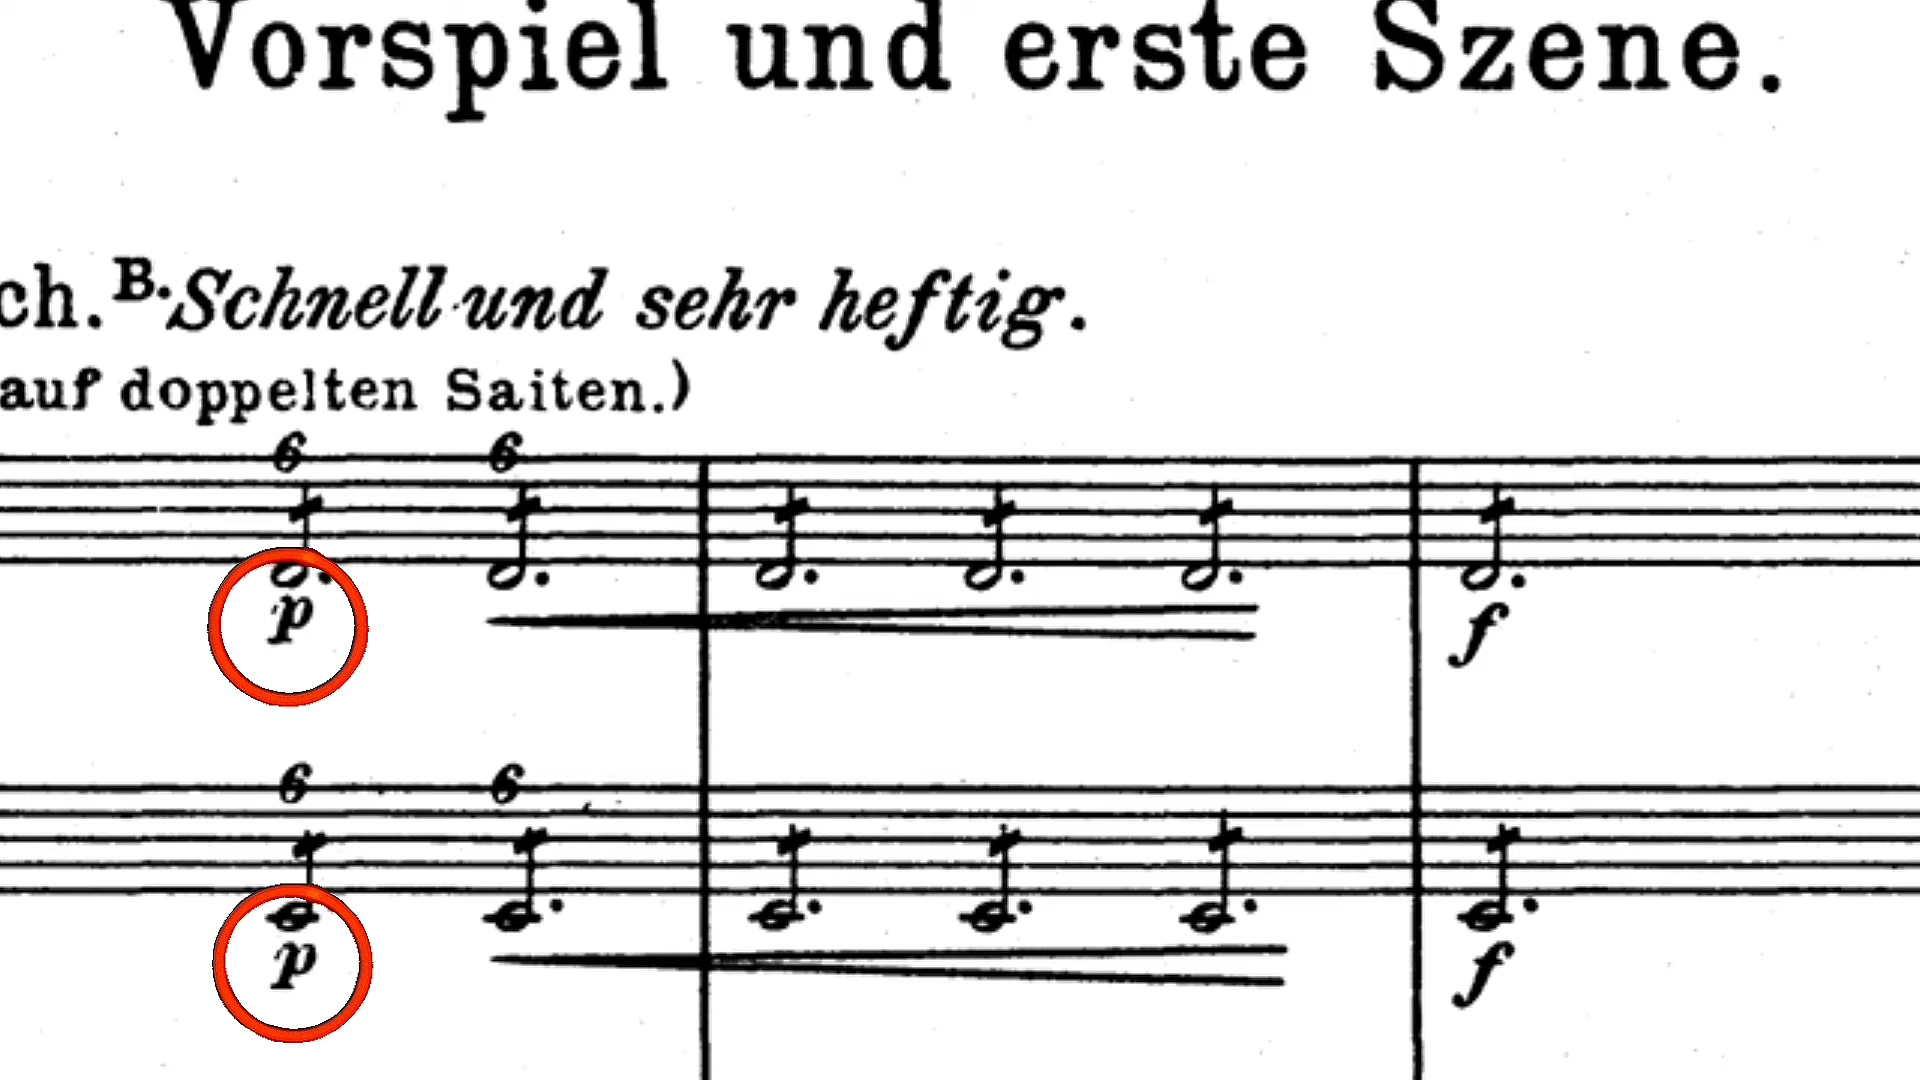 Vorspiel und erste Szene.
ch.B. Schnell und sehr heftig.
auf doppelten Saiten.)
6 6
p f
6 6
p f